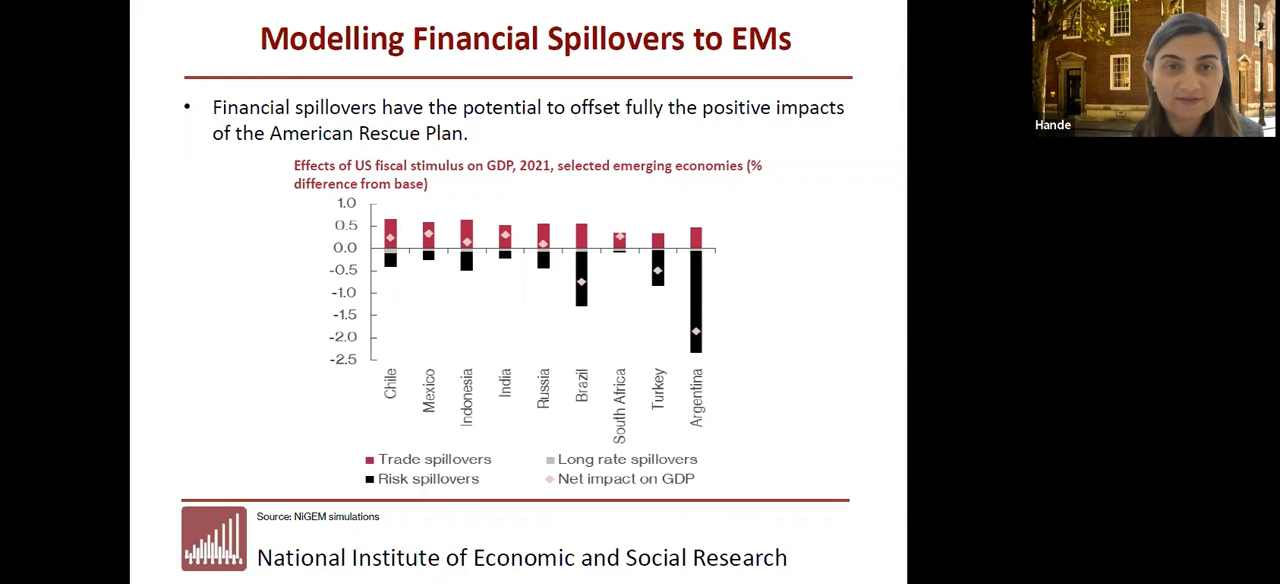 Modelling Financial Spillovers to EMs
• Financial spillovers have the potential to offset fully the positive impacts
of the American Rescue Plan.
Effects of US fiscal stimulus on GDP, 2021, selected emerging economies (%
difference from base)
1.0
0.5
0.0
-0.5
-1.0
-1.5
-2.0
-2.5
Chile
Mexico
Indonesia
India
Russia
Brazil
South Africa
Turkey
Argentina
Trade spillovers
Long rate spillovers
Risk spillovers
Net impact on GDP
Source: NiGEM simulations
National Institute of Economic and Social Research
Hande